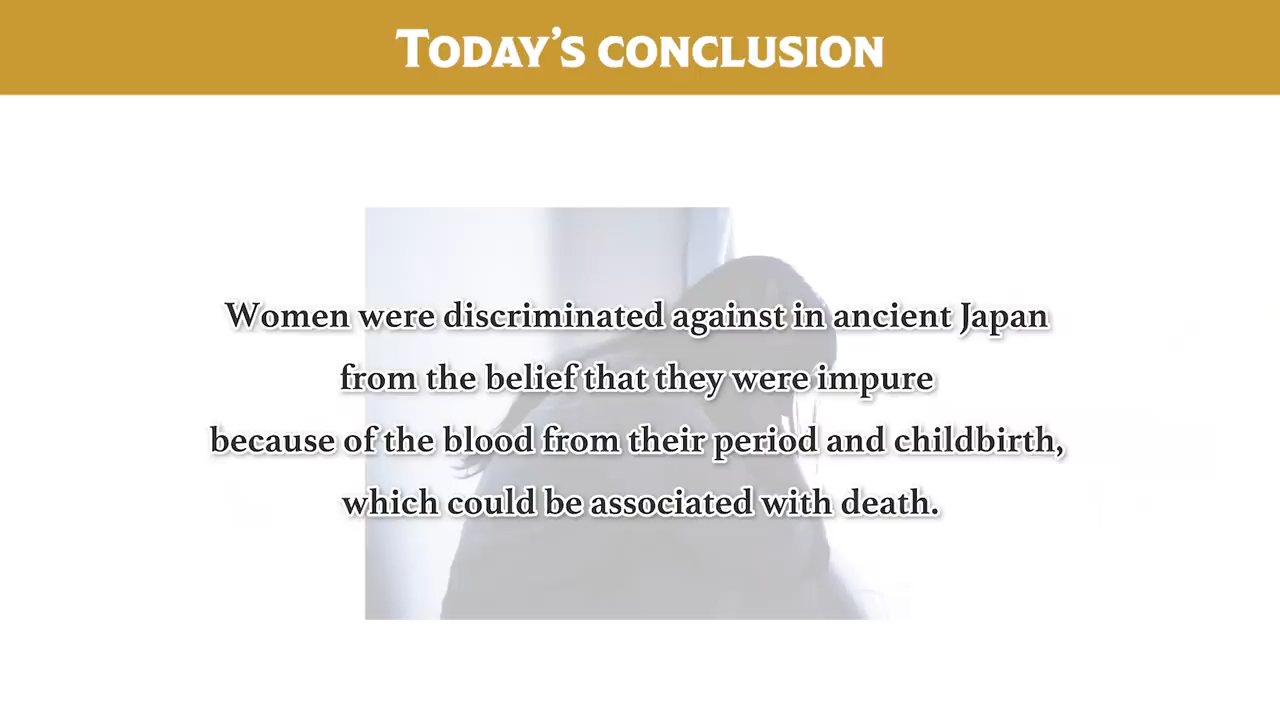 Today's conclusion
Women were discriminated against in ancient Japan
from the belief that they were impure
because of the blood from their period and childbirth,
which could be associated with death.